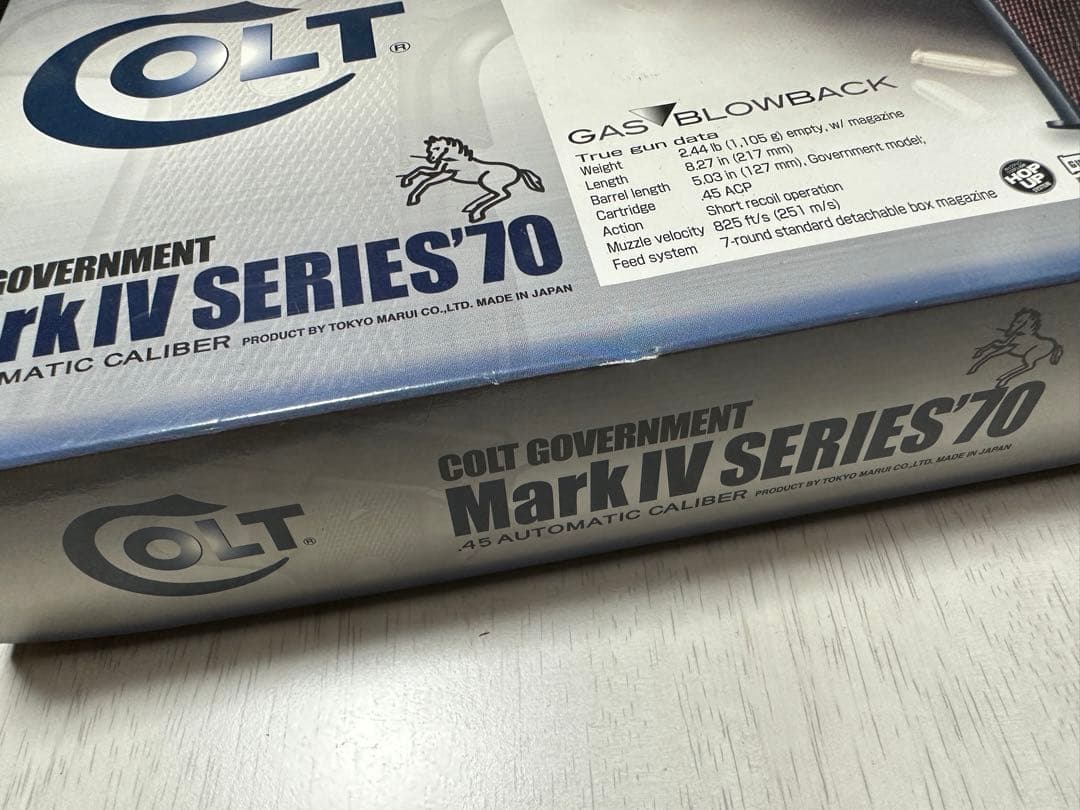 COLT®
GOVERNMENT
rk IV SERIES'70
MATIC CALIBER PRODUCT BY TOKYO MARUI CO.,LTD. MADE IN JAPAN
GAS BLOWBACK
True gun data
Weight 2.44 lb (1,105 g) empty, w/ magazine
Length 8.27 in (217 mm)
Barrel length 5.03 in (127 mm), Government model;
Cartridge .45 ACP
Action Short recoil operation
Muzzle velocity 825 ft/s (251 m/s)
Feed system 7-round standard detachable box magazine
HOP
UP
COLT®
COLT GOVERNMENT
Mark IV SERIES'70
.45 AUTOMATIC CALIBER PRODUCT BY TOKYO MARUI CO.,LTD. MADE IN JAPAN